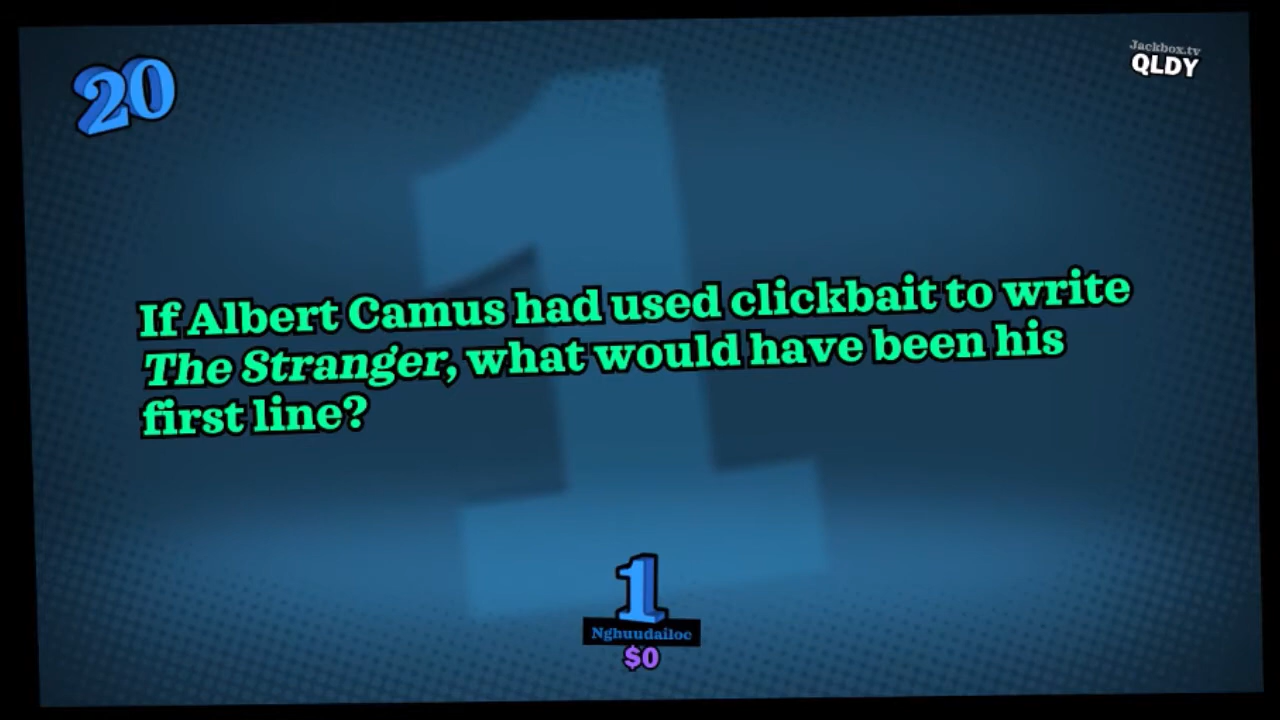 20
Jackbox.tv
QLDY
If Albert Camus had used clickbait to write
The Stranger, what would have been his
first line?
1
1
Nghuudailoc
$0